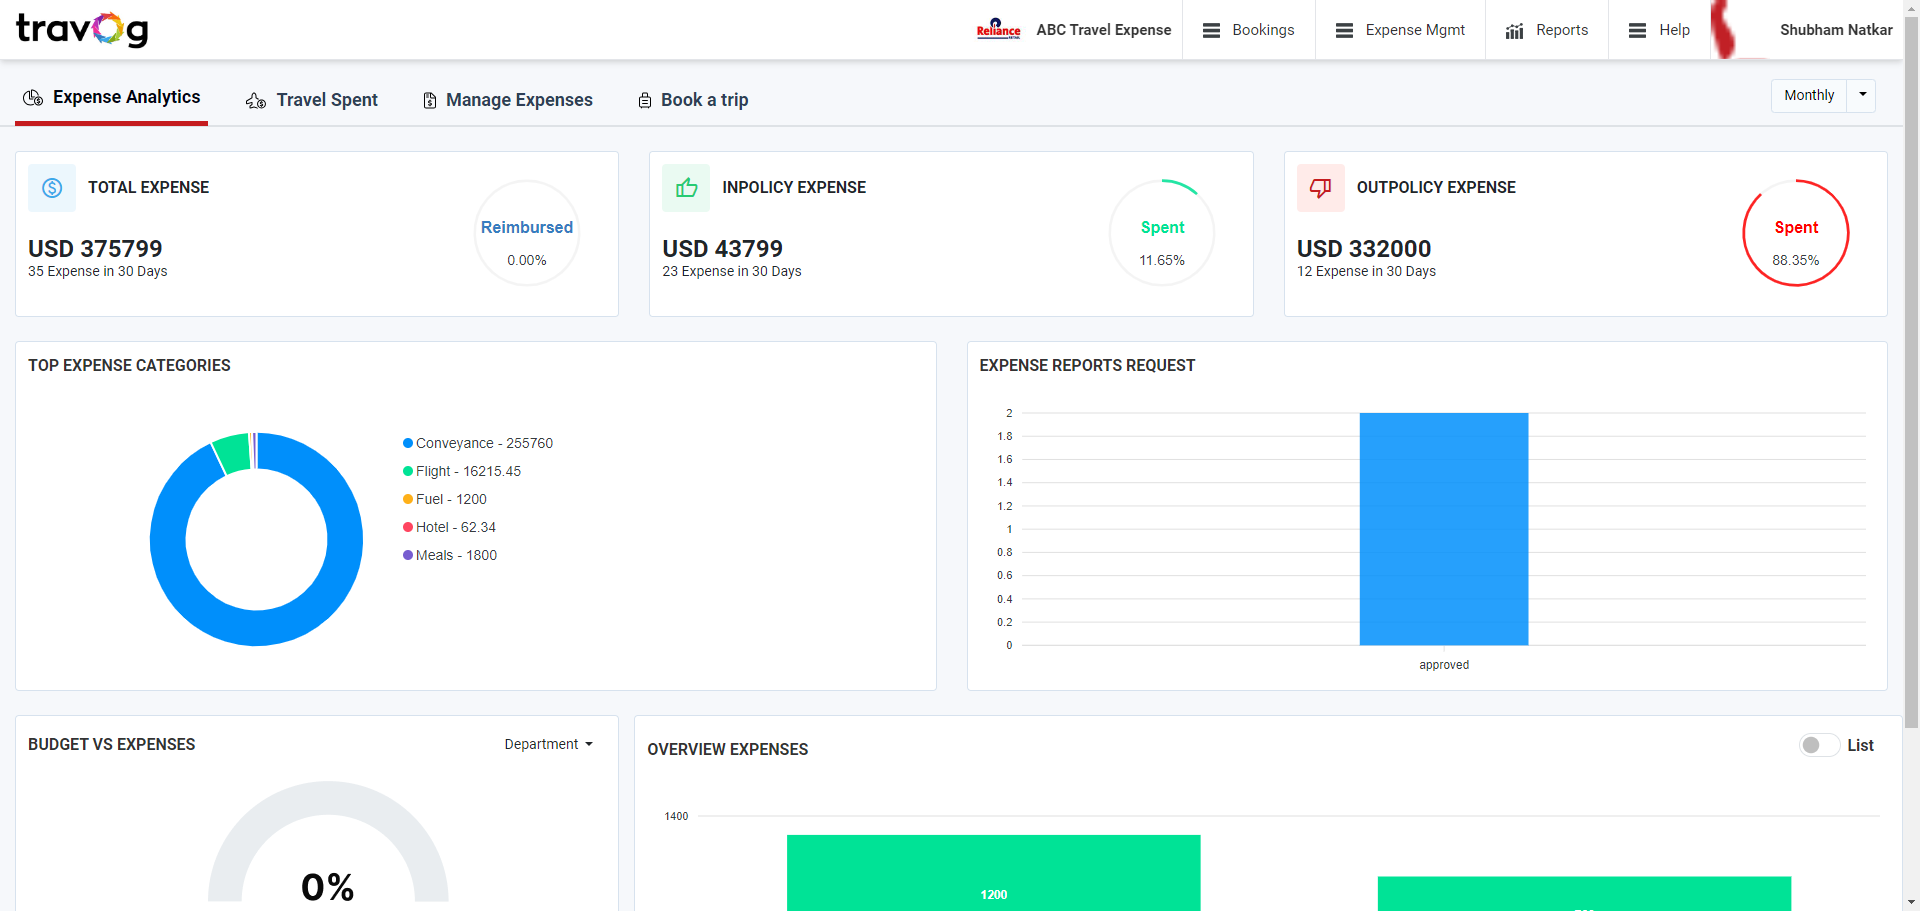 travog
Reliance
ABC Travel Expense
Bookings
Expense Mgmt
Reports
Help
Shubham Natkar
Expense Analytics
Travel Spent
Manage Expenses
Book a trip
Monthly
TOTAL EXPENSE
Reimbursed
0.00%
USD 375799
35 Expense in 30 Days
INPOLICY EXPENSE
Spent
11.65%
USD 43799
23 Expense in 30 Days
OUTPOLICY EXPENSE
Spent
88.35%
USD 332000
12 Expense in 30 Days
TOP EXPENSE CATEGORIES
Conveyance - 255760
Flight - 16215.45
Fuel - 1200
Hotel - 62.34
Meals - 1800
EXPENSE REPORTS REQUEST
2
1.8
1.6
1.4
1.2
1
0.8
0.6
0.4
0.2
0
approved
BUDGET VS EXPENSES
Department
0%
OVERVIEW EXPENSES
List
1400
1200